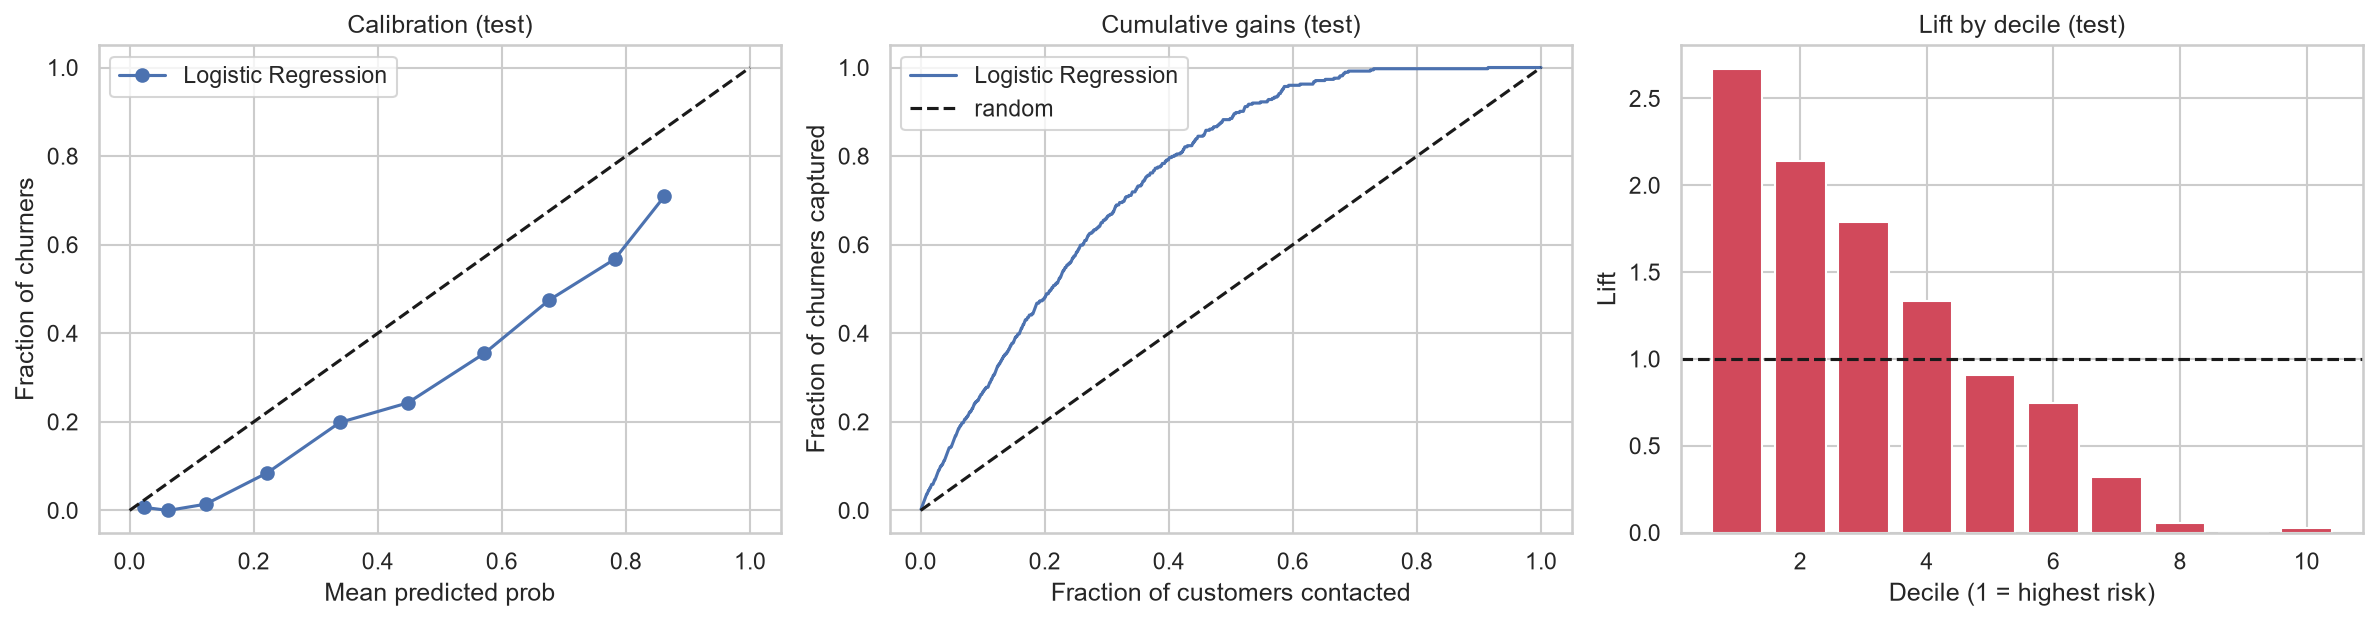 Calibration (test)
Logistic Regression
Fraction of churners
1.0
0.8
0.6
0.4
0.2
0.0
0.0 0.2 0.4 0.6 0.8 1.0
Mean predicted prob
Cumulative gains (test)
Logistic Regression
random
Fraction of churners captured
1.0
0.8
0.6
0.4
0.2
0.0
0.0 0.2 0.4 0.6 0.8 1.0
Fraction of customers contacted
Lift by decile (test)
Lift
2.5
2.0
1.5
1.0
0.5
0.0
2 4 6 8 10
Decile (1 = highest risk)